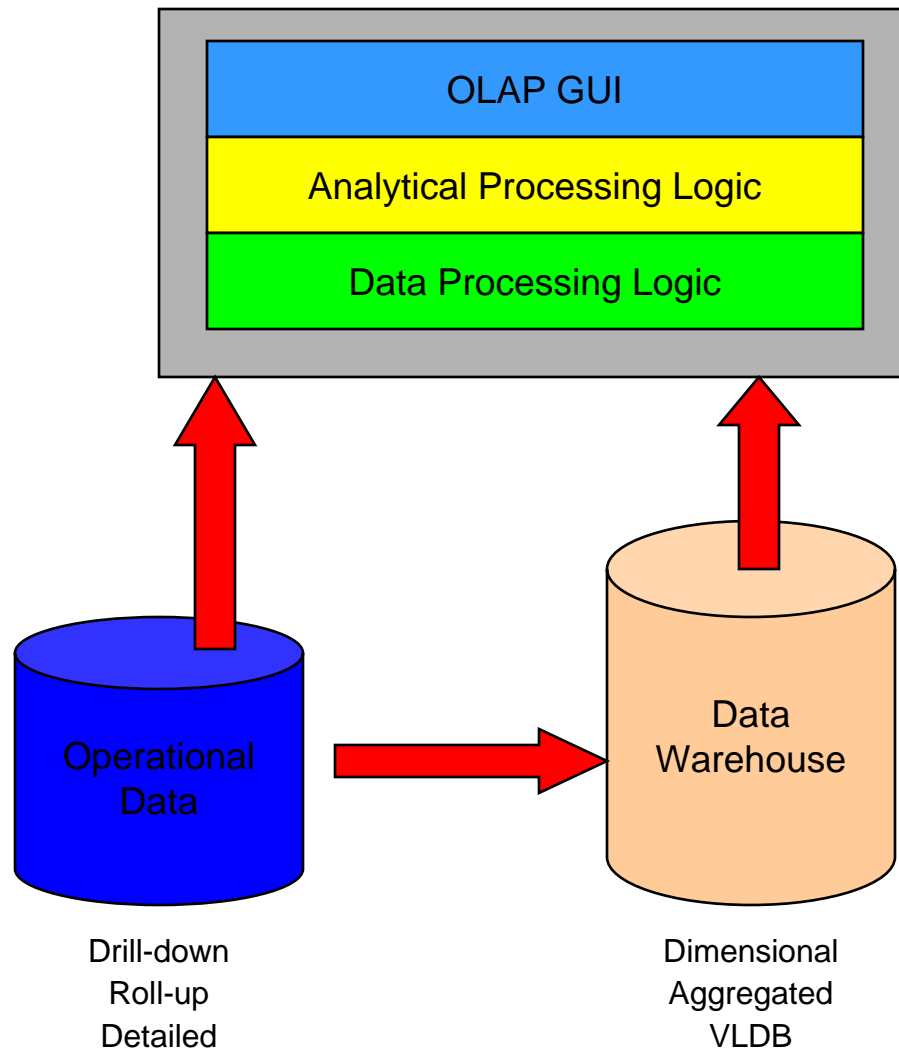 OLAP GUI
Analytical Processing Logic
Data Processing Logic
Operational
Data
Data
Warehouse
Drill-down
Roll-up
Detailed
Dimensional
Aggregated
VLDB